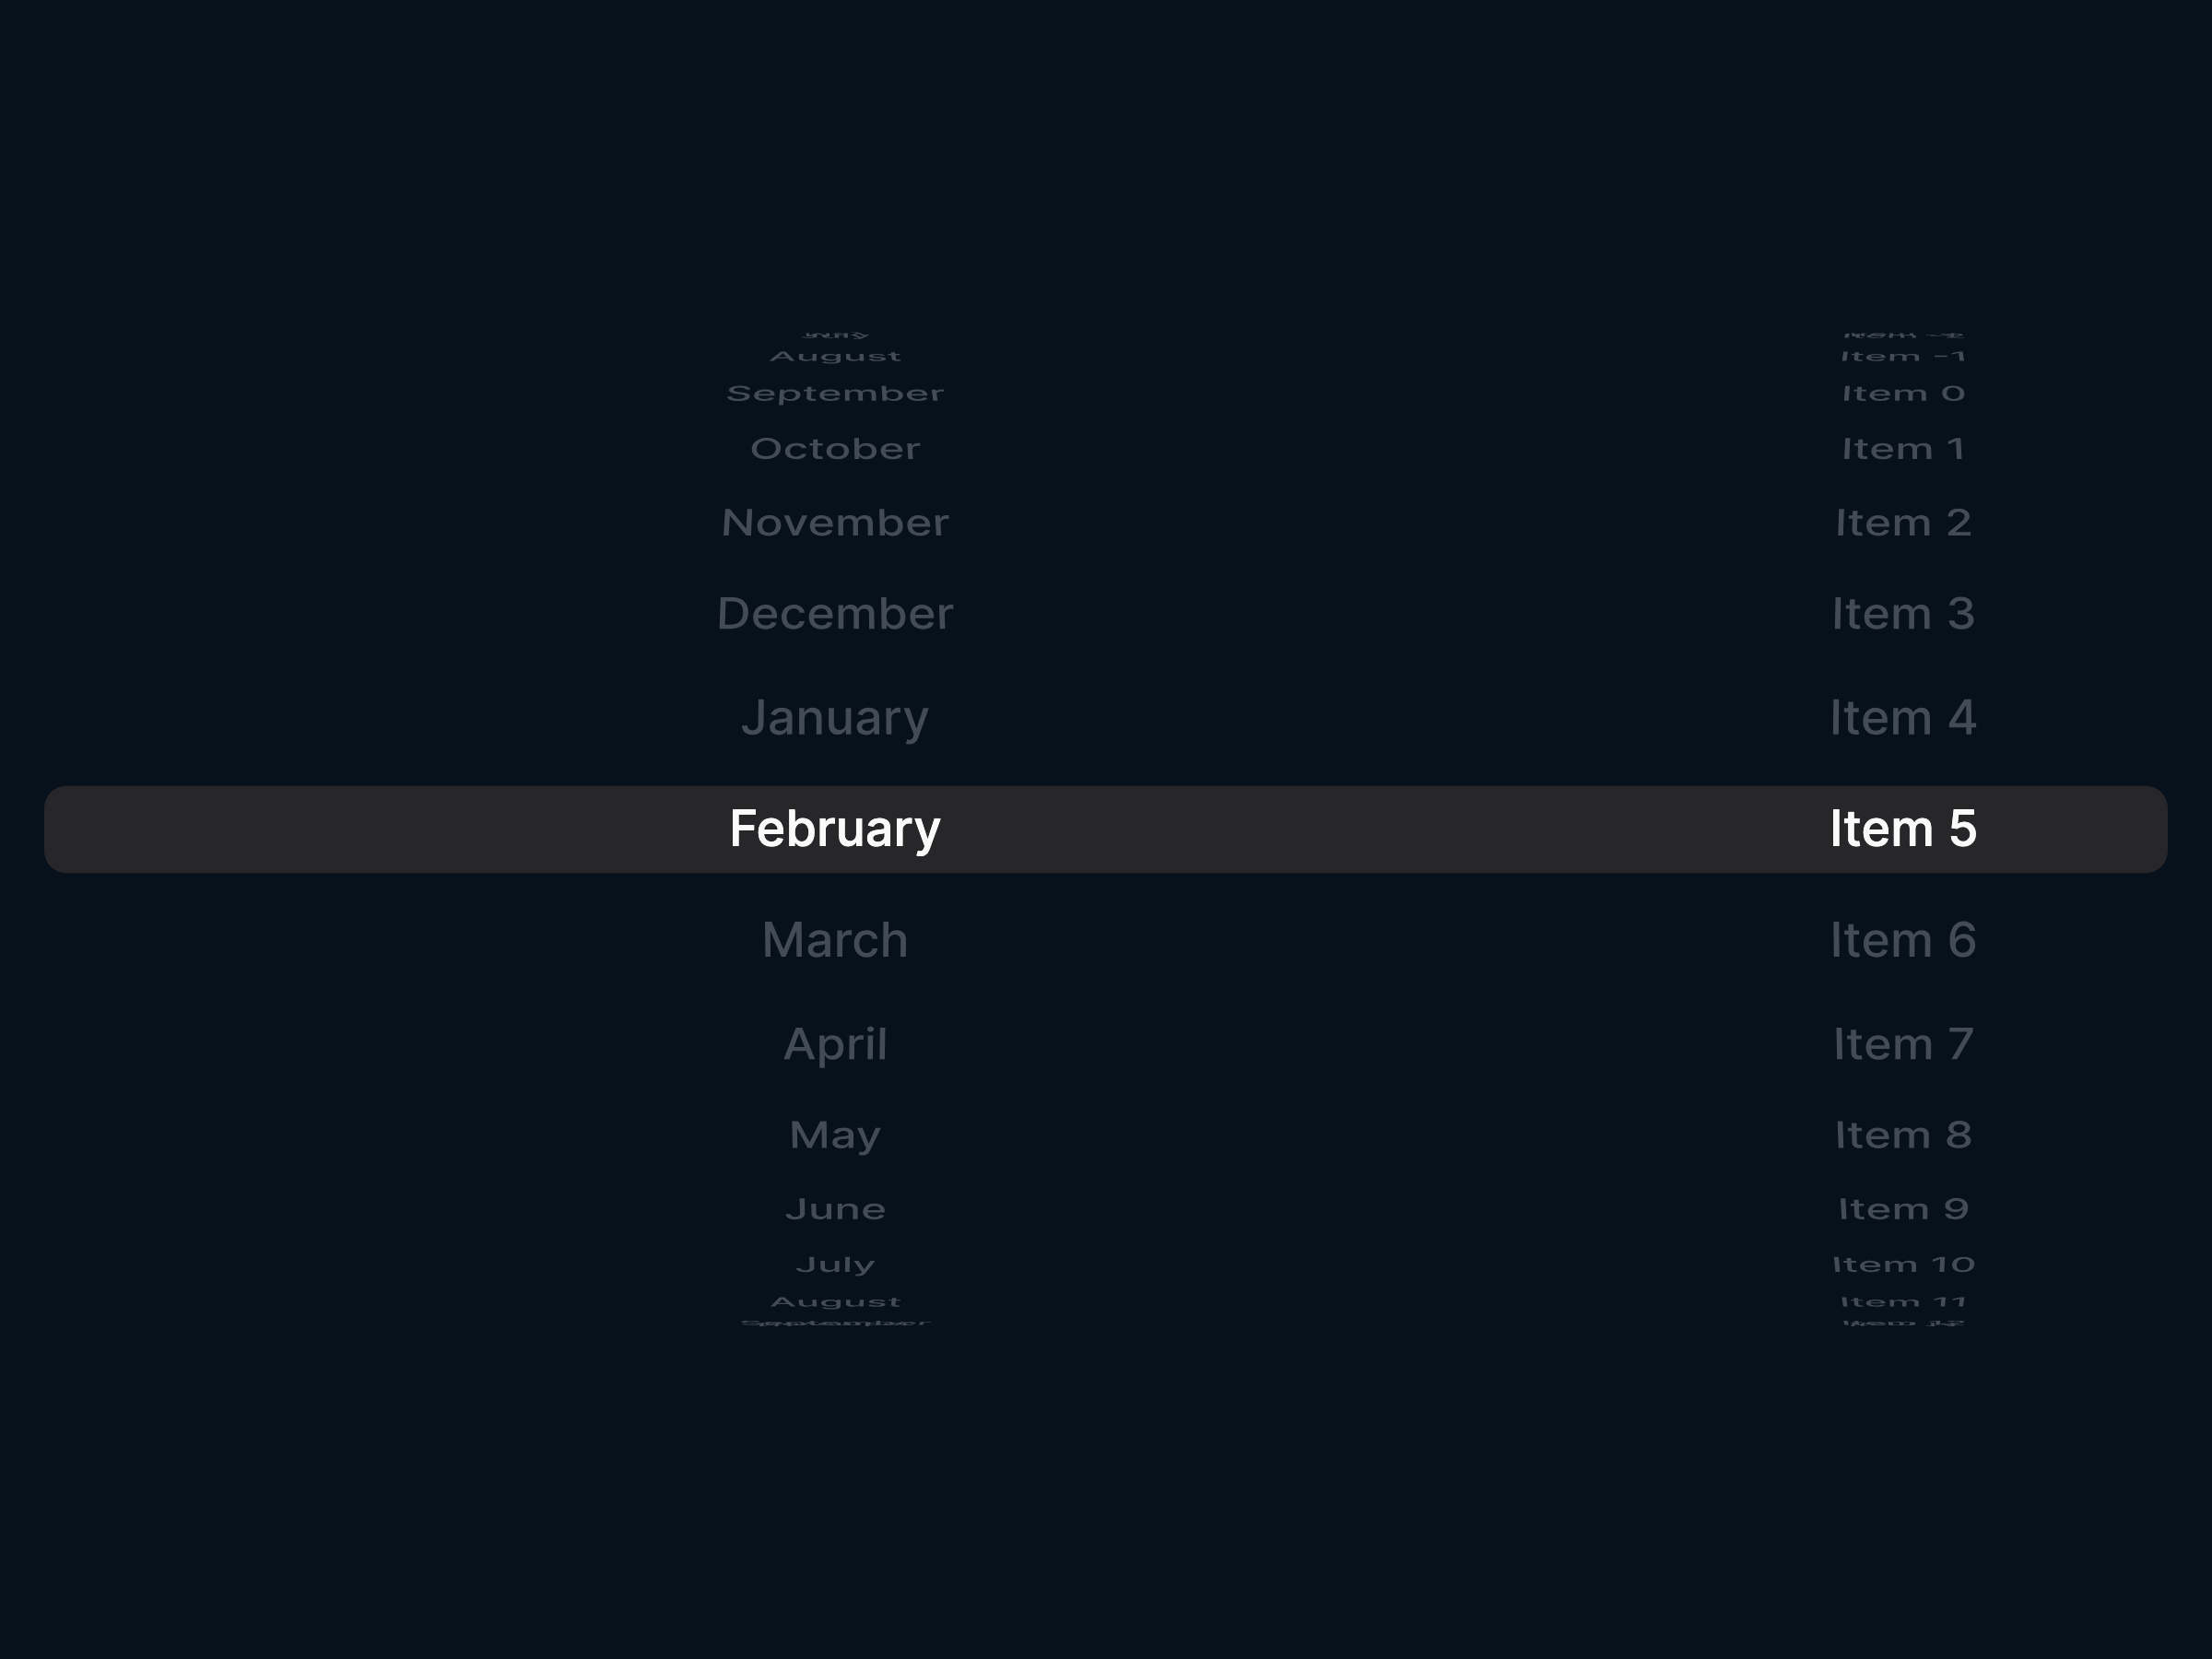 August Item -1
September Item 0
October Item 1
November Item 2
December Item 3
January Item 4
February Item 5
March Item 6
April Item 7
May Item 8
June Item 9
July Item 10
August Item 11